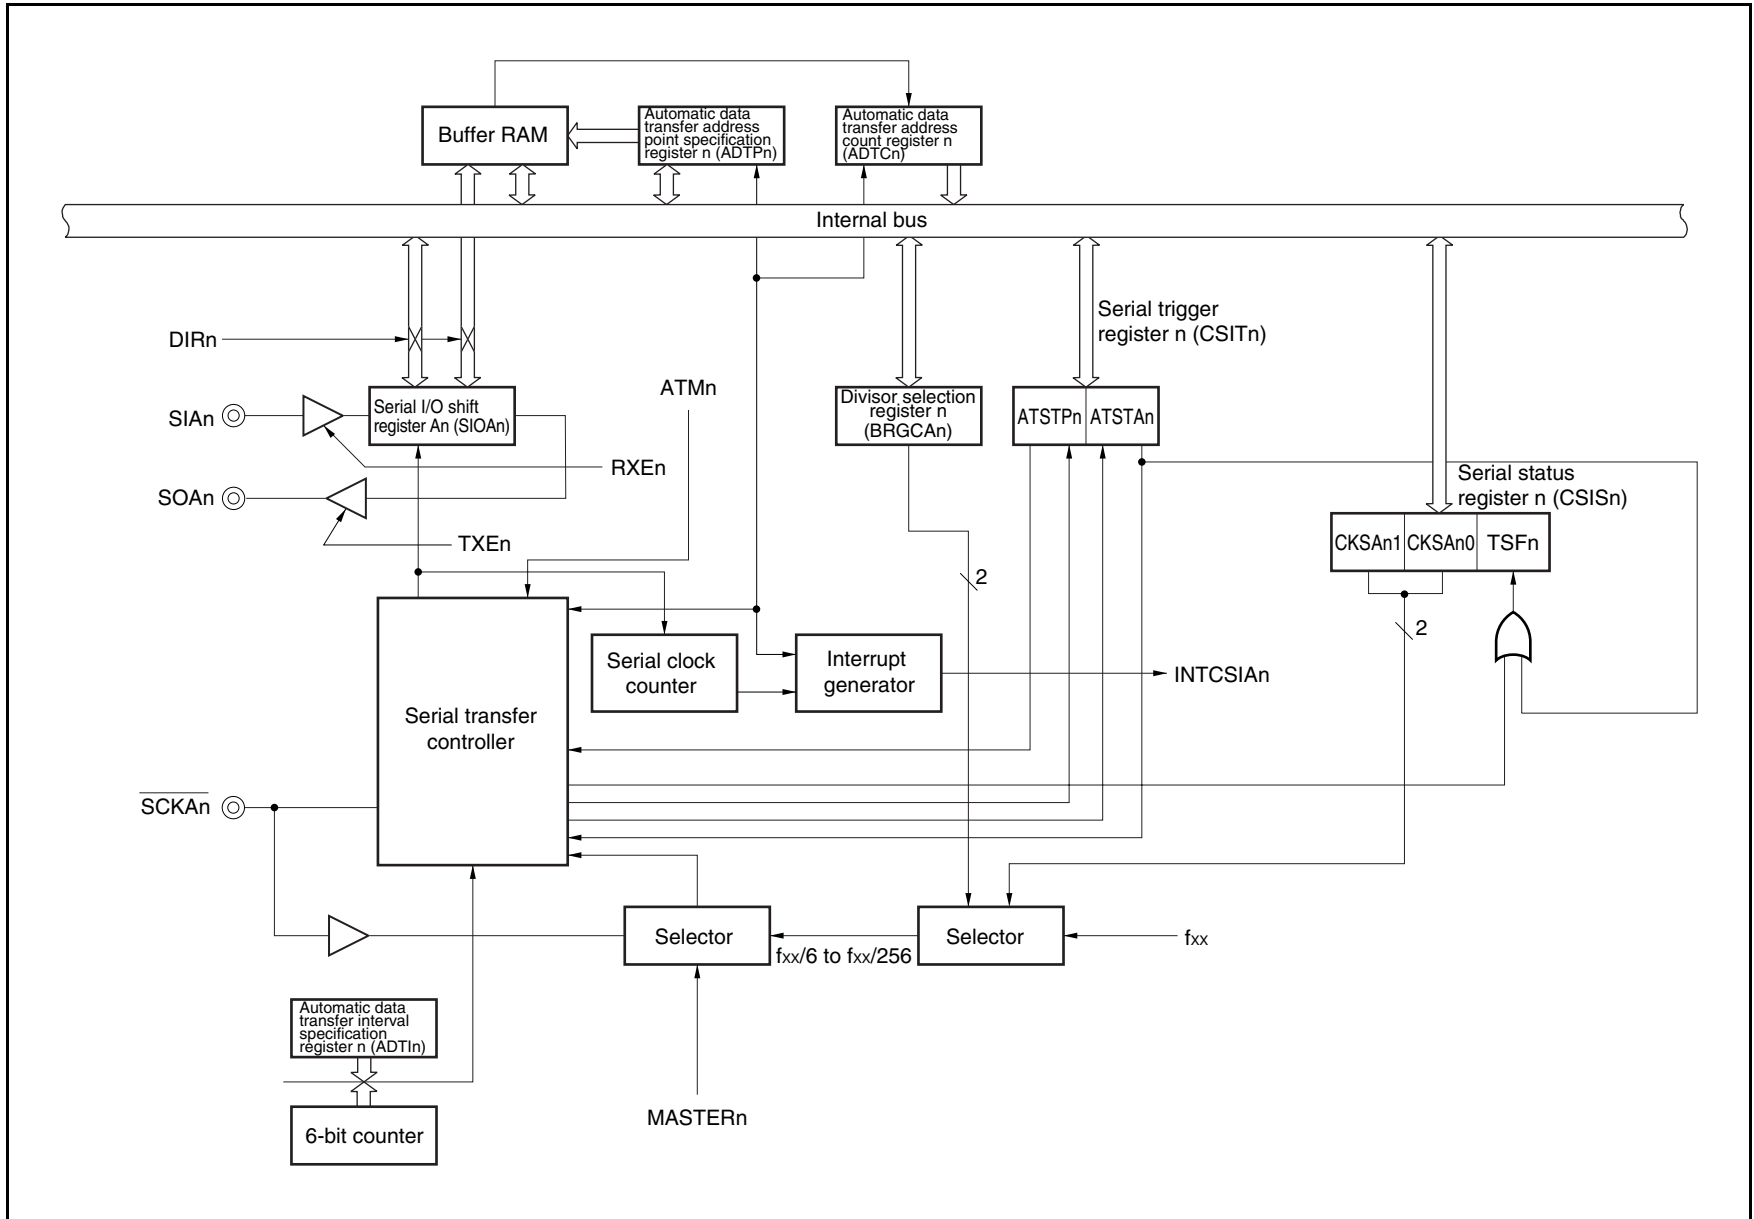 Buffer RAM
Automatic data
transfer address
point specification
register n (ADTPn)
Automatic data
transfer address
count register n
(ADTCn)
Internal bus
DIRn
Serial trigger
register n (CSITn)
ATMn
SIAn
Serial I/O shift
register An (SIOAn)
Divisor selection
register n
(BRGCAn)
ATSTPn
ATSTAn
RXEn
SOAn
Serial status
register n (CSISn)
TXEn
CKSAn1
CKSAn0
TSFn
2
2
Serial clock
counter
Interrupt
generator
INTCSIAn
Serial transfer
controller
SCKAn
Selector
fxx/6 to fxx/256
Selector
fxx
Automatic data
transfer interval
specification
register n (ADTIn)
MASTERn
6-bit counter